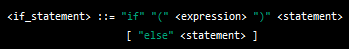 <if_statement> ::= "if" "(" <expression> ")" <statement>
[ "else" <statement> ]